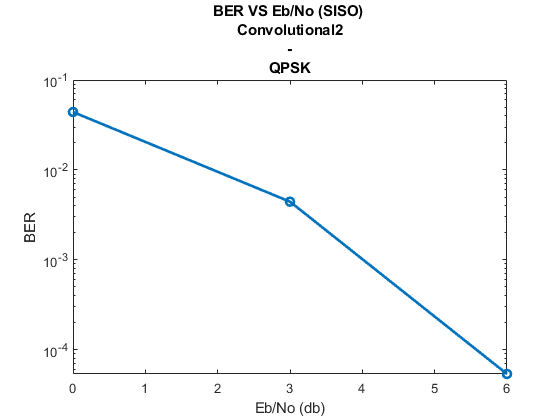 BER VS Eb/No (SISO)
Convolutional2
-
QPSK
10-1
10-2
10-3
10-4
BER
0 1 2 3 4 5 6
Eb/No (db)